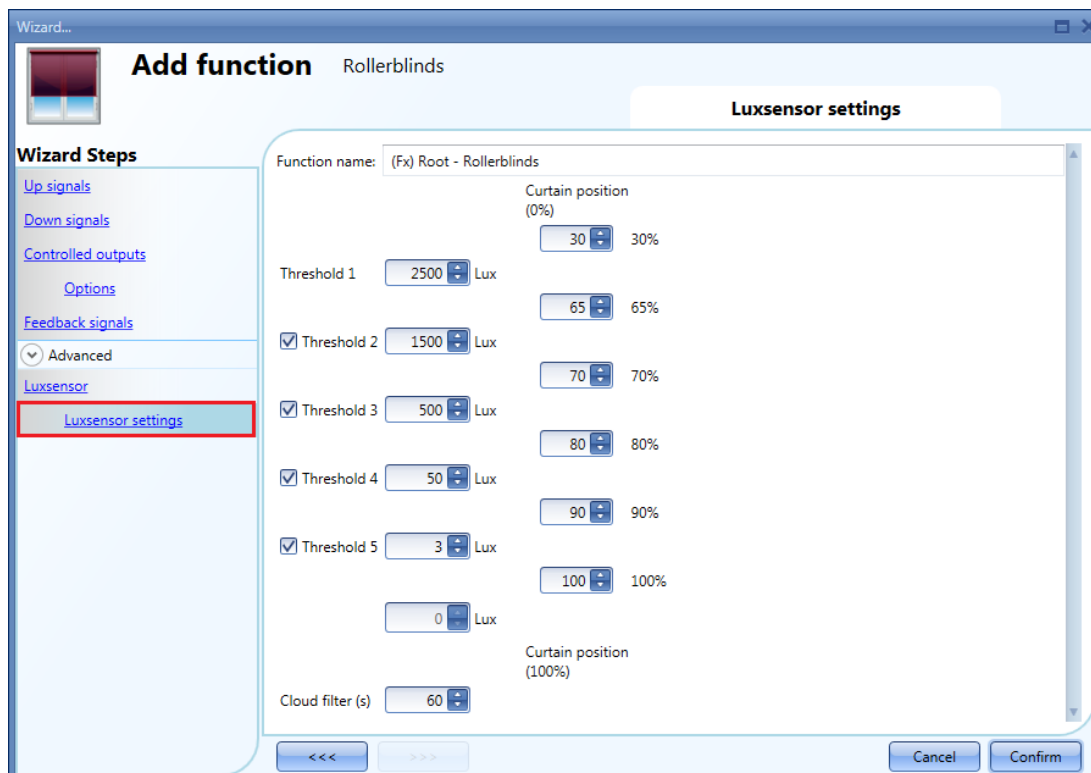 Wizard...
Add function Rollerblinds
Luxsensor settings
Wizard Steps
Up signals
Down signals
Controlled outputs
Options
Feedback signals
Advanced
Luxsensor
Luxsensor settings
Function name: (Fx) Root - Rollerblinds
Curtain position
(0%)
30 30%
Threshold 1 2500 Lux
65 65%
Threshold 2 1500 Lux
70 70%
Threshold 3 500 Lux
80 80%
Threshold 4 50 Lux
90 90%
Threshold 5 3 Lux
100 100%
0 Lux
Curtain position
(100%)
Cloud filter (s) 60
<<< >>> Cancel Confirm